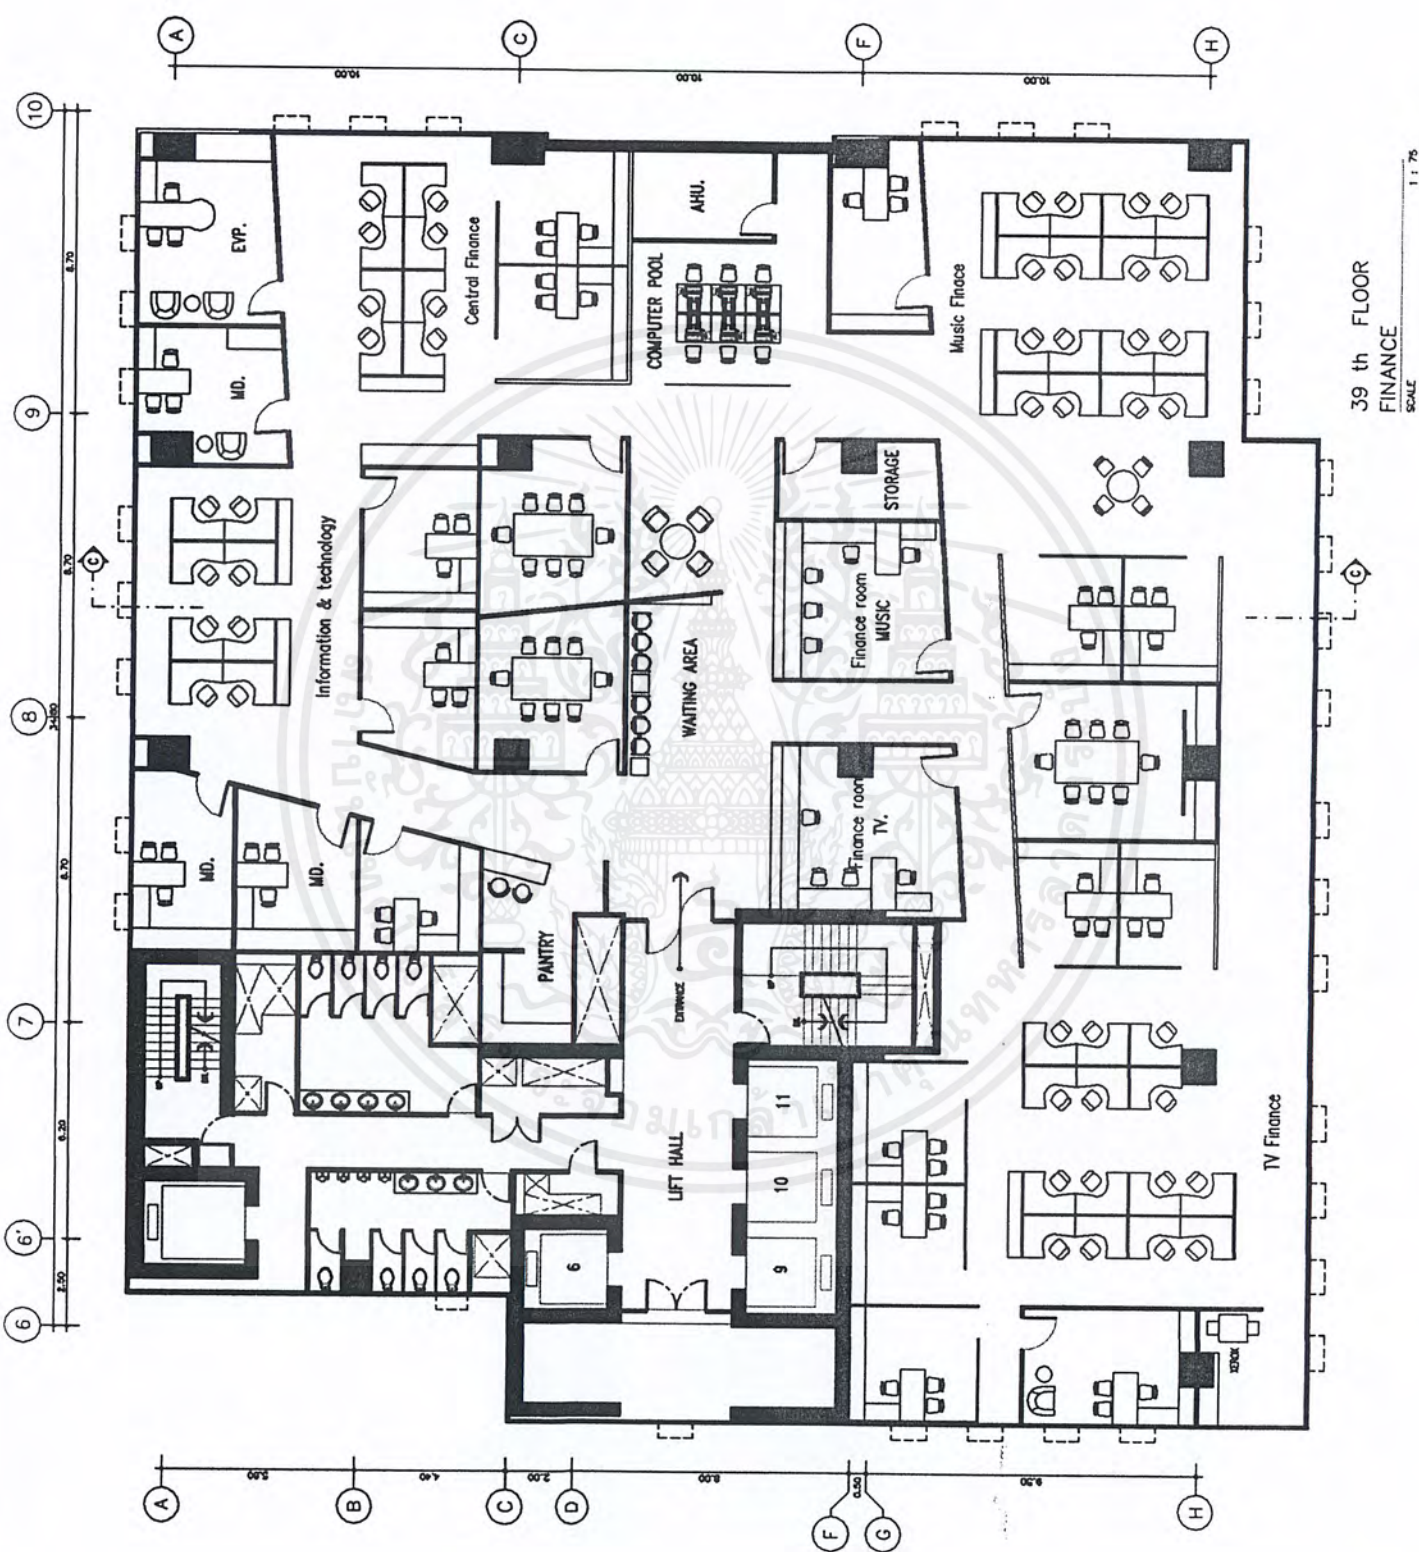 A
C
F
H
10.00
10.00
10.00
10
9
8
7
6'
6
8.70
8.70
8.70
6.20
2.50
EVP.
MD.
Central Finance
AHU.
COMPUTER POOL
Music Finace
C
Information & technology
STORAGE
Finance room
MUSIC
WAITING AREA
C
MD.
MD.
Finance room
TV.
PANTRY
ENTRANCE
UP
UP
LIFT HALL
11
10
9
6
TV Finance
XEROX
A
B
C
D
F
G
H
4.40
2.00
8.00
0.50
9.50
39 th FLOOR
FINANCE
SCALE 1 : 75